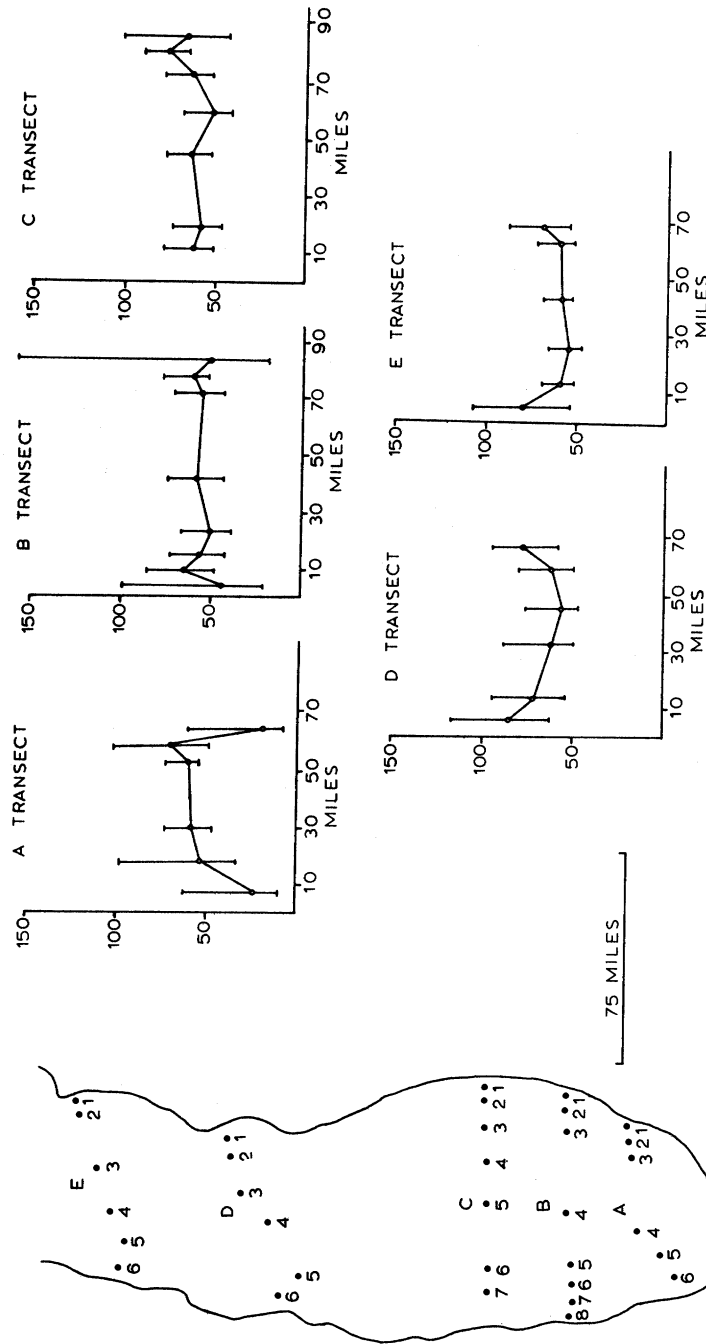 E
6 5 4 3 2 1
D
6 5 4 3 2 1
C
7 6 5 4 3 2 1
B
8 7 6 5 4 3 2 1
A
6 5 4 3 2 1
75 MILES
A TRANSECT
150
100
50
10 30 50 70
MILES
B TRANSECT
150
100
50
10 30 50 70 90
MILES
C TRANSECT
150
100
50
10 30 50 70 90
MILES
D TRANSECT
150
100
50
10 30 50 70
MILES
E TRANSECT
150
100
50
10 30 50 70
MILES